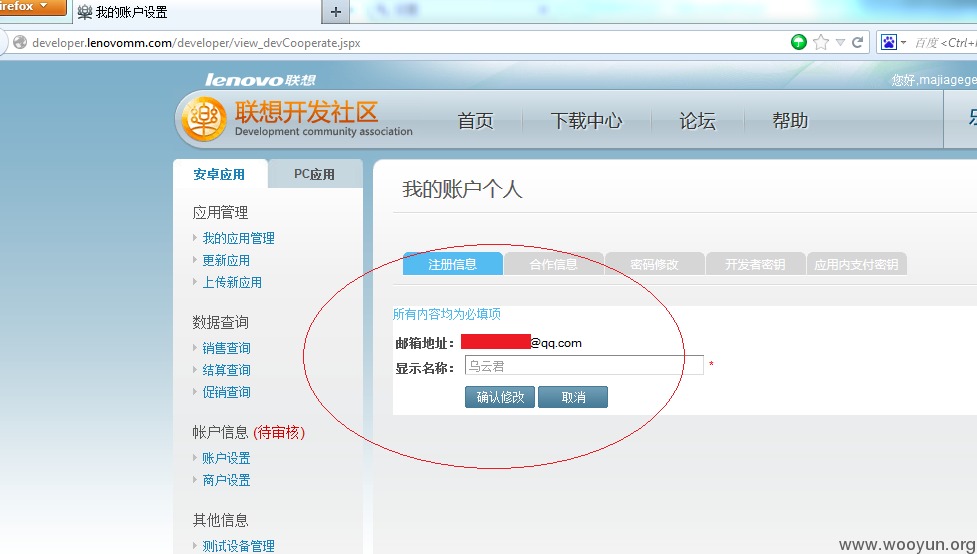 irefox
我的账户设置
developer.lenovomm.com/developer/view_devCooperate.jspx
百度 <Ctrl+
lenovo联想
您好,majiagege
联想开发社区
Development community association
首页
下载中心
论坛
帮助
安卓应用
PC应用
应用管理
我的应用管理
更新应用
上传新应用
数据查询
销售查询
结算查询
促销查询
帐户信息 (待审核)
账户设置
商户设置
其他信息
测试设备管理
我的账户个人
注册信息
合作信息
密码修改
开发者密钥
应用内支付密钥
所有内容均为必填项
邮箱地址: @qq.com
显示名称: 乌云君 *
确认修改
取消
www.wooyun.org